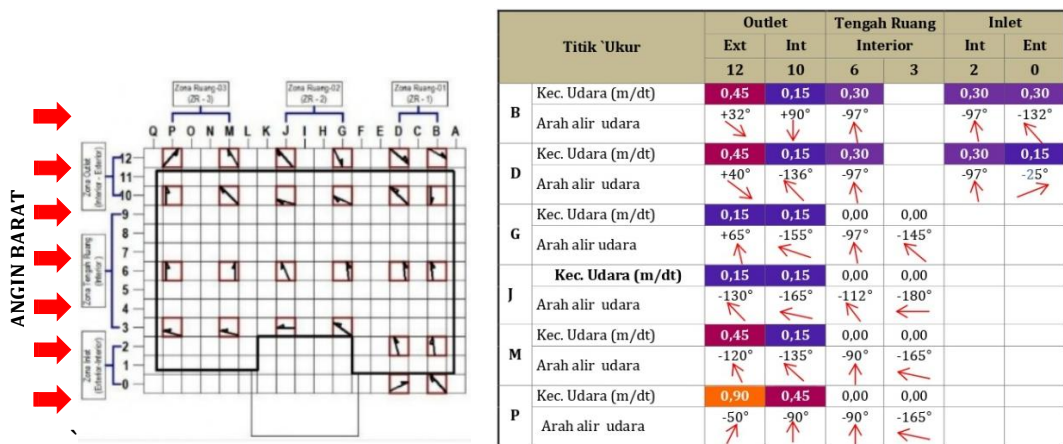 ANGIN BARAT
Zona Ruang-03
(ZR - 3)
Zona Ruang-02
(ZR - 2)
Zona Ruang-01
(ZR - 1)
Q P O N M L K J I H G F E D C B A
Zona Outlet
(Interior - Exterior)
Zona Tengah Ruang
(Interior)
Zona Inlet
(Exterior-Interior)
12
11
10
9
8
7
6
5
4
3
2
1
0
Titik `Ukur Outlet Tengah Ruang Inlet
Ext Int Interior Int Ent
12 10 6 3 2 0
B Kec. Udara (m/dt) 0,45 0,15 0,30 0,30 0,30
Arah alir udara +32° +90° -97° -97° -132°
D Kec. Udara (m/dt) 0,45 0,15 0,30 0,30 0,15
Arah alir udara +40° -136° -97° -97° -25°
G Kec. Udara (m/dt) 0,15 0,15 0,00 0,00
Arah alir udara +65° -155° -97° -145°
J Kec. Udara (m/dt) 0,15 0,15 0,00 0,00
Arah alir udara -130° -165° -112° -180°
M Kec. Udara (m/dt) 0,45 0,15 0,00 0,00
Arah alir udara -120° -135° -90° -165°
P Kec. Udara (m/dt) 0,90 0,45 0,00 0,00
Arah alir udara -50° -90° -90° -165°